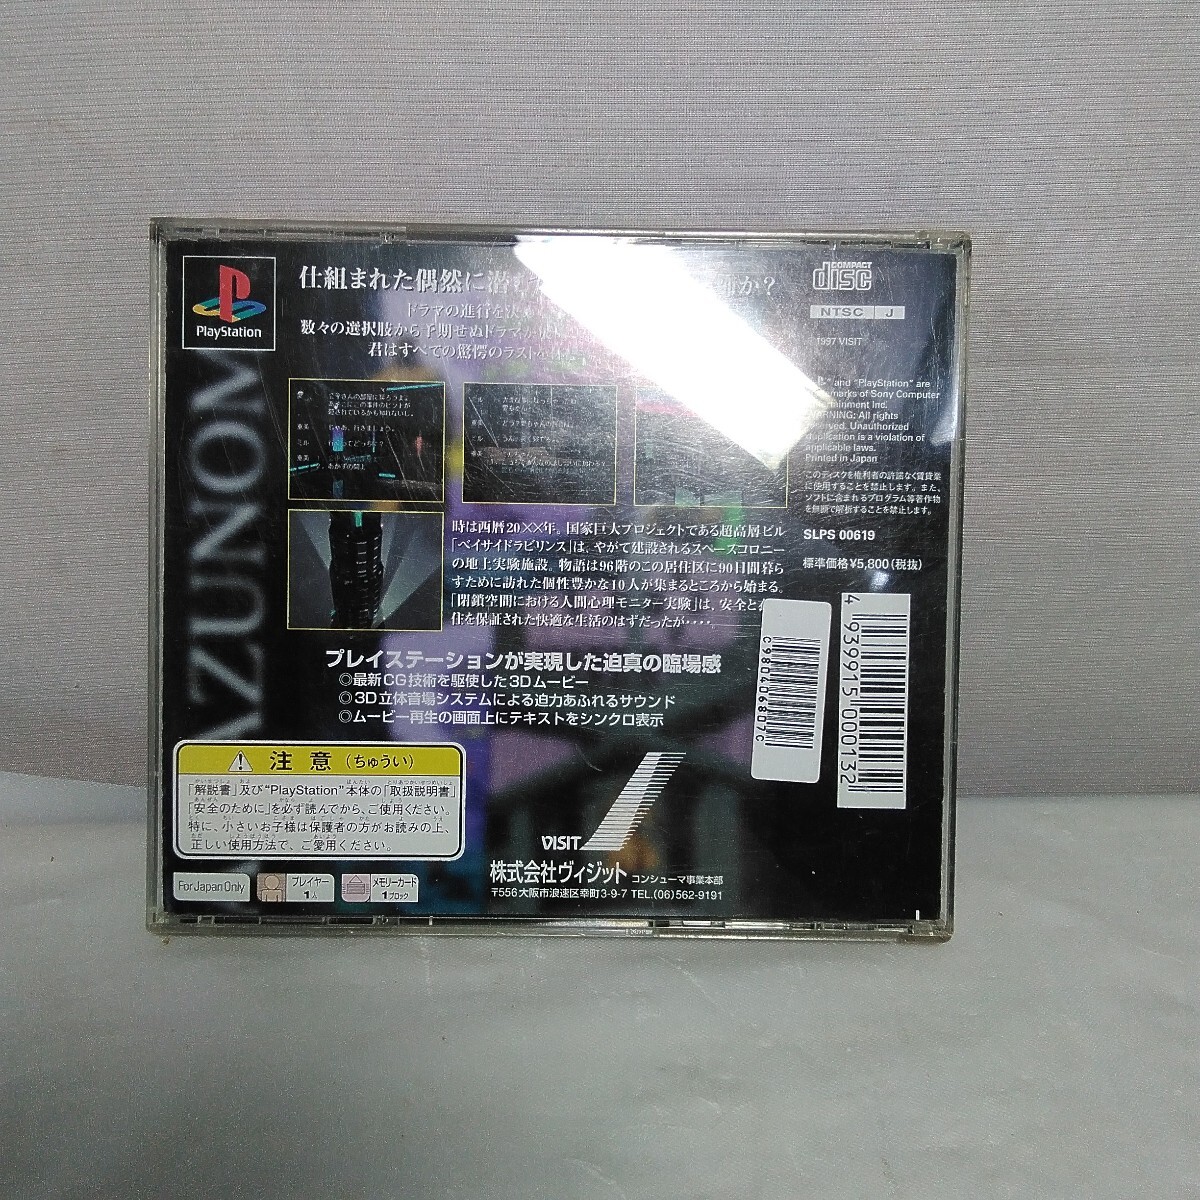 PlayStation
AZUNOM
仕組まれた偶然に潜む
か？
ドラマの進行を決め
数々の選択肢から予期せぬドラマが展
君はすべての驚愕のラストを
COMPACT
disc
NTSC J
1997 VISIT
and "PlayStation" are
of Sony Computer
Inc.
WARNING: All rights
Unauthorized
duplication is a violation of
applicable laws.
Printed in Japan
このディスクを権利者の許諾なく賃貸業
に使用することを禁止します。また、
ソフトに含まれるプログラム等著作物
を無断で解析することを禁止します。
SLPS 00619
標準価格¥5,800(税抜)
亜美 じゃあ、行きましょう。
ミル
亜美
時は西暦20××年。国家巨大プロジェクトである超高層ビル
「ベイサイドラビリンス」は、やがて建設されるスペースコロニー
の地上実験施設。物語は96階のこの居住区に90日間暮ら
すために訪れた個性豊かな10人が集まるところから始まる。
「閉鎖空間における人間心理モニター実験」は、安全と
住を保証された快適な生活のはずだったが・・・・。
プレイステーションが実現した迫真の臨場感
◎最新CG技術を駆使した3Dムービー
◎3D立体音場システムによる迫力あふれるサウンド
◎ムービー再生の画面上にテキストをシンクロ表示
C980406807C
4 939915 000132
注意(ちゅうい)
「解説書」及び"PlayStation"本体の「取扱説明書」
「安全のために」を必ず読んでから、ご使用ください。
特に、小さいお子様は保護者の方がお読みの上、
正しい使用方法で、ご愛用ください。
For Japan Only
プレイヤー
1人
メモリーカード
1ブロック
VISIT
株式会社ヴィジット コンシューマ事業本部
〒556 大阪市浪速区幸町3-9-7 TEL.(06)562-9191